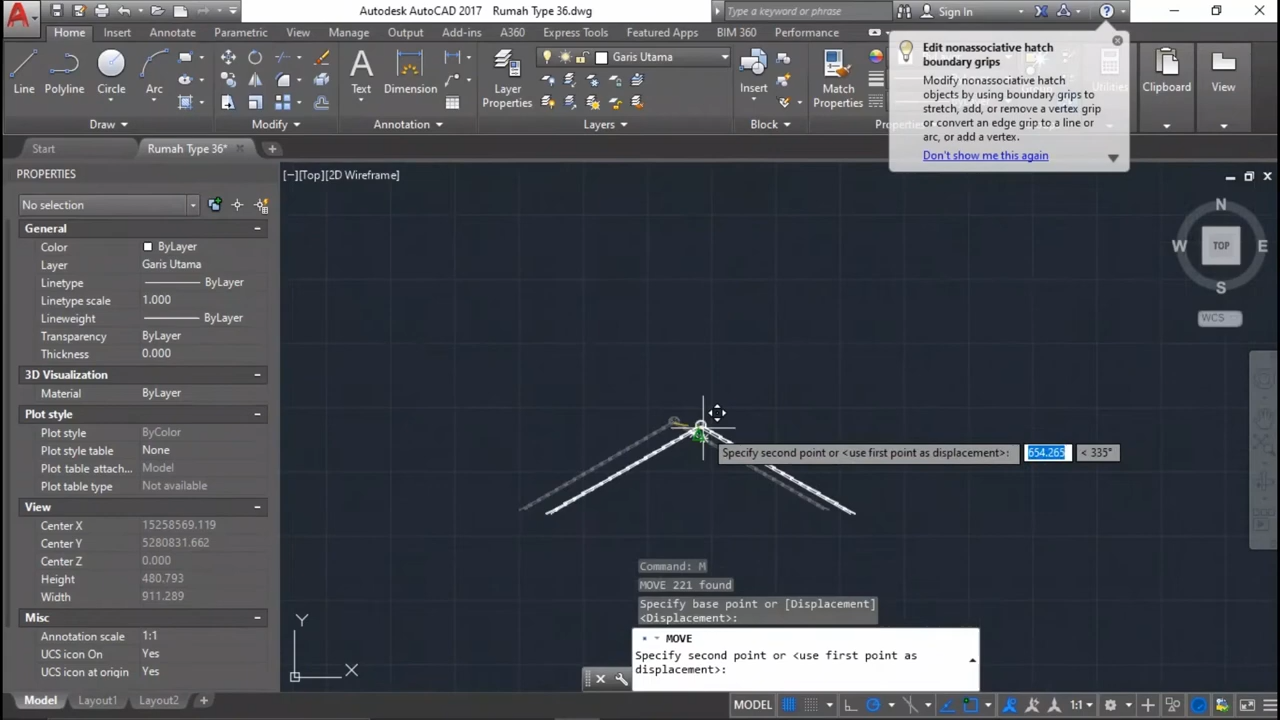 Autodesk AutoCAD 2017 Rumah Type 36.dwg
Type a keyword or phrase
Sign In
Home Insert Annotate Parametric View Manage Output Add-ins A360 Express Tools Featured Apps BIM 360 Performance
Line Polyline Circle Arc
Text Dimension
Layer
Properties
Garis Utama
Insert
Match
Properties
Utilities
Clipboard
View
Draw Modify Annotation Layers Block
Edit nonassociative hatch
boundary grips
Modify nonassociative hatch
objects by using boundary grips to
stretch, add, or remove a vertex grip
or convert an edge grip to a line or
arc, or add a vertex.
Don't show me this again
Start Rumah Type 36*
PROPERTIES
No selection
General
Color ByLayer
Layer Garis Utama
Linetype ByLayer
Linetype scale 1.000
Lineweight ByLayer
Transparency ByLayer
Thickness 0.000
3D Visualization
Material ByLayer
Plot style
Plot style ByColor
Plot style table None
Plot table attach... Model
Plot table type Not available
View
Center X 15258569.119
Center Y 5280831.662
Center Z 0.000
Height 480.793
Width 911.289
Misc
Annotation scale 1:1
UCS icon On Yes
UCS icon at origin Yes
[−][Top][2D Wireframe]
N
W TOP E
S
WCS
Specify second point or <use first point as displacement>: 654.265 < 335°
Y
X
Command: M
MOVE 221 found
Specify base point or [Displacement]
<Displacement>:
MOVE
Specify second point or <use first point as
displacement>:
Model Layout1 Layout2
MODEL 1:1